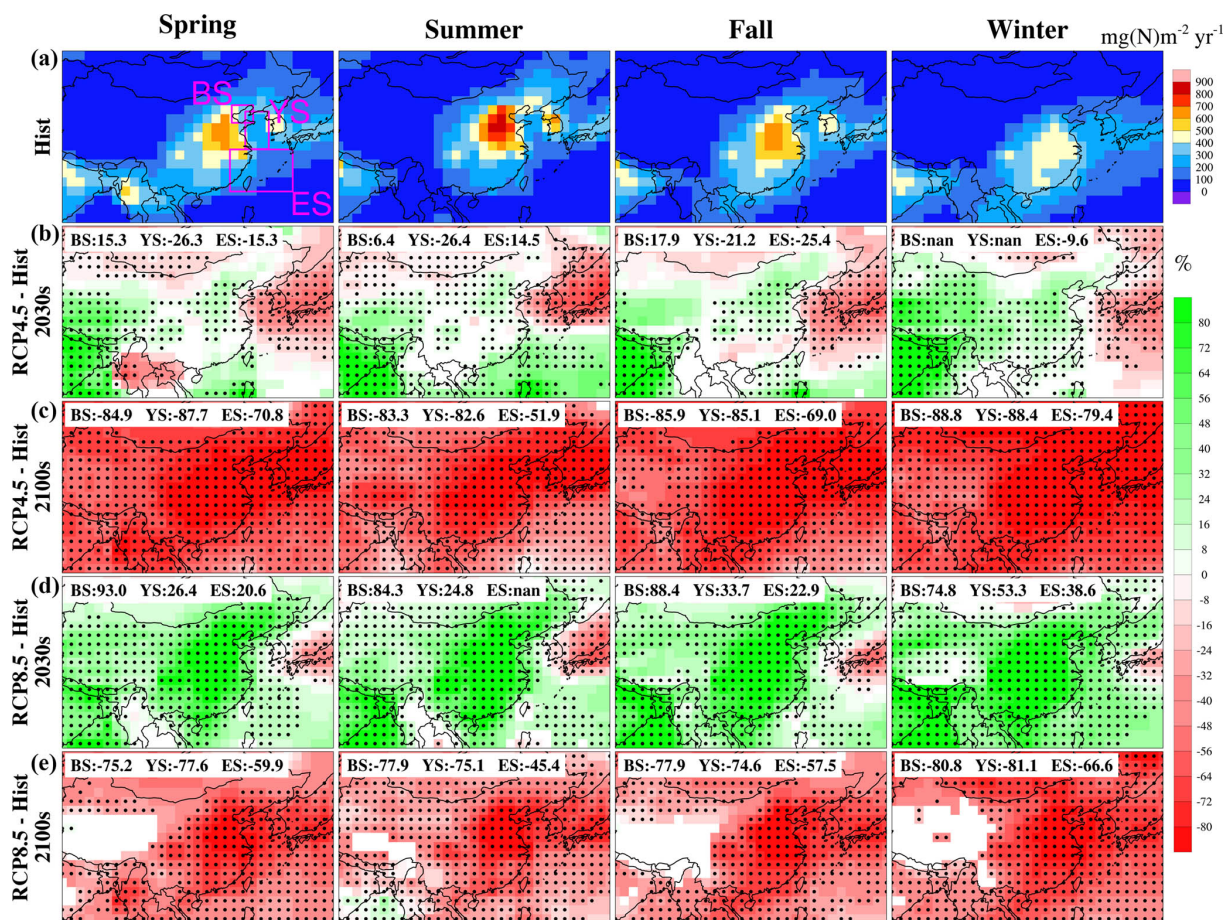 Spring Summer Fall Winter mg(N)m⁻² yr⁻¹
(a) Hist
BS YS ES
900
800
700
600
500
400
300
200
100
0
(b) RCP4.5 - Hist 2030s
BS:15.3 YS:-26.3 ES:-15.3
BS:6.4 YS:-26.4 ES:14.5
BS:17.9 YS:-21.2 ES:-25.4
BS:nan YS:nan ES:-9.6
(c) RCP4.5 - Hist 2100s
BS:-84.9 YS:-87.7 ES:-70.8
BS:-83.3 YS:-82.6 ES:-51.9
BS:-85.9 YS:-85.1 ES:-69.0
BS:-88.8 YS:-88.4 ES:-79.4
(d) RCP8.5 - Hist 2030s
BS:93.0 YS:26.4 ES:20.6
BS:84.3 YS:24.8 ES:nan
BS:88.4 YS:33.7 ES:22.9
BS:74.8 YS:53.3 ES:38.6
(e) RCP8.5 - Hist 2100s
BS:-75.2 YS:-77.6 ES:-59.9
BS:-77.9 YS:-75.1 ES:-45.4
BS:-77.9 YS:-74.6 ES:-57.5
BS:-80.8 YS:-81.1 ES:-66.6
%
80
72
64
56
48
40
32
24
16
8
0
-8
-16
-24
-32
-40
-48
-56
-64
-72
-80